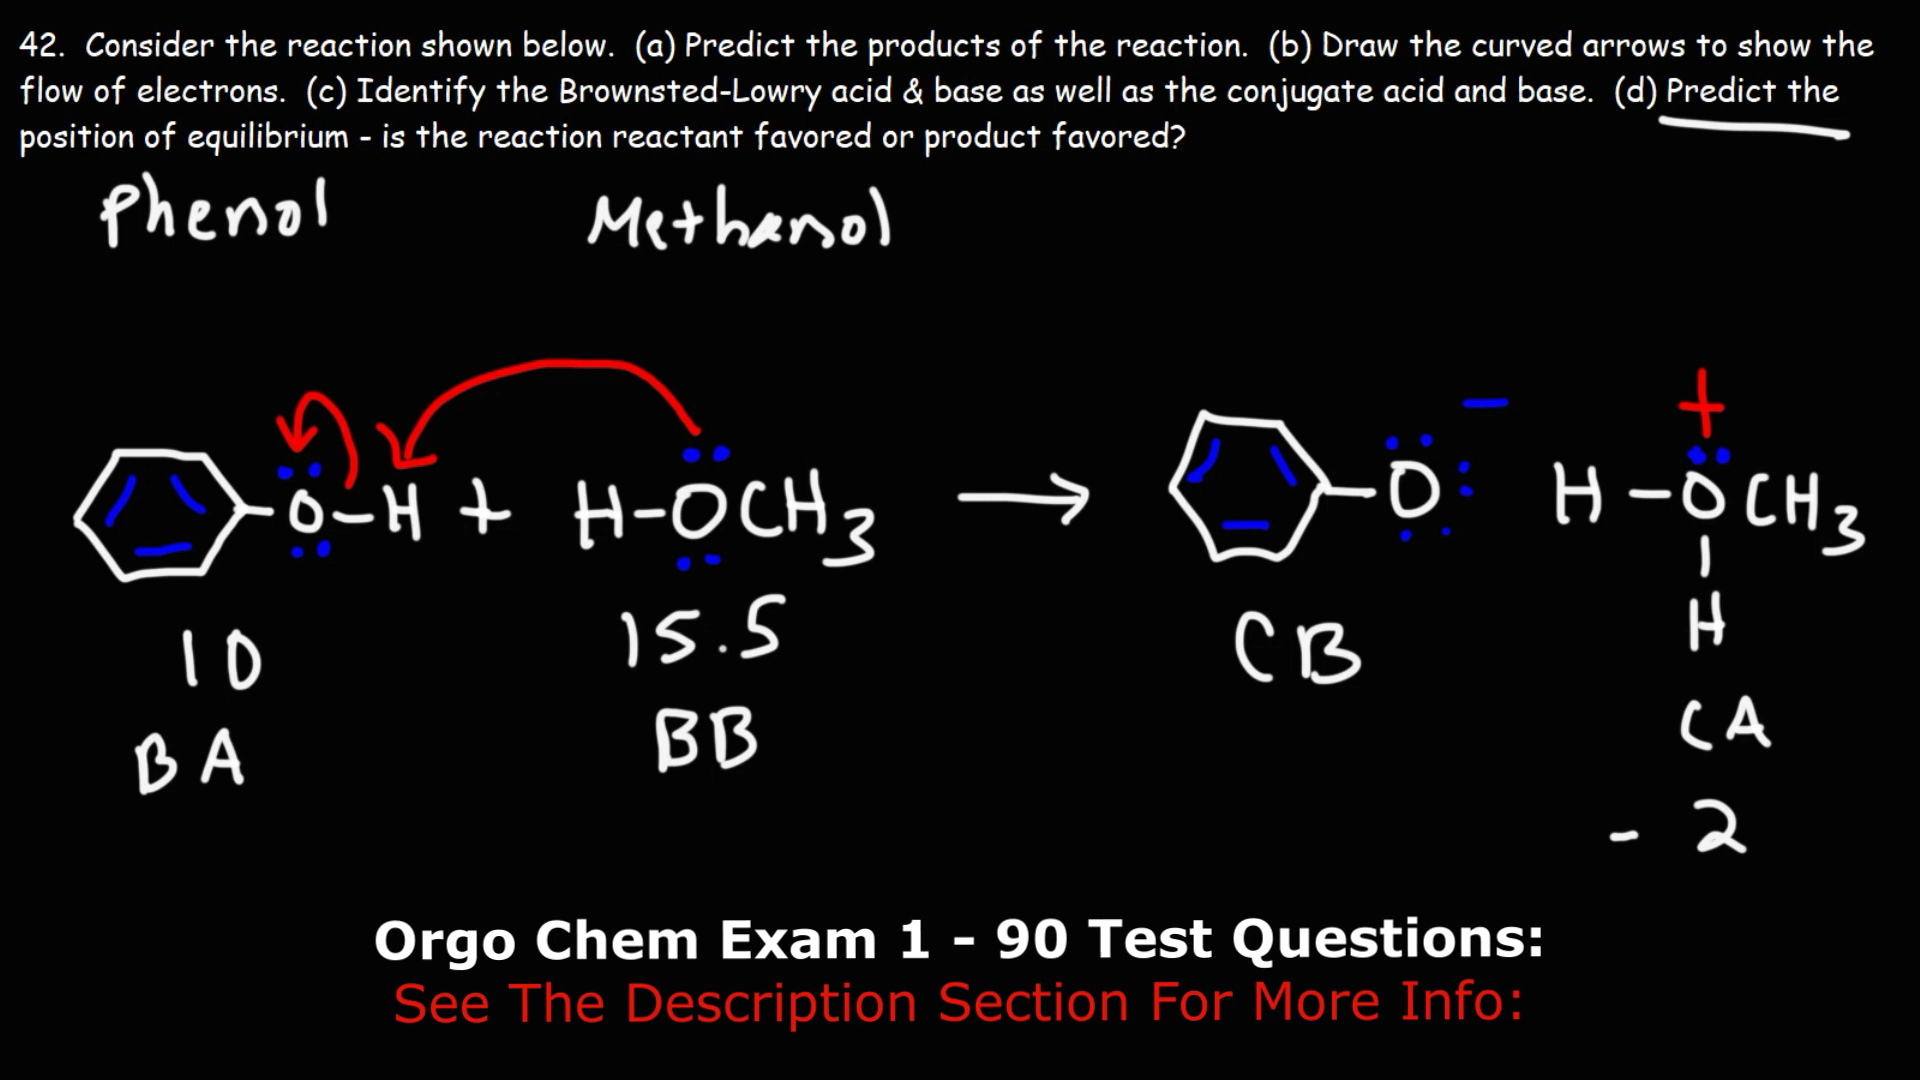 42. Consider the reaction shown below. (a) Predict the products of the reaction. (b) Draw the curved arrows to show the
flow of electrons. (c) Identify the Brownsted-Lowry acid & base as well as the conjugate acid and base. (d) Predict the
position of equilibrium - is the reaction reactant favored or product favored?
Phenol Methanol
− +
O-H + H-OCH3 → -O H-OCH3
H
10 15.5 CB
BA BB CA
- 2
Orgo Chem Exam 1 - 90 Test Questions:
See The Description Section For More Info: